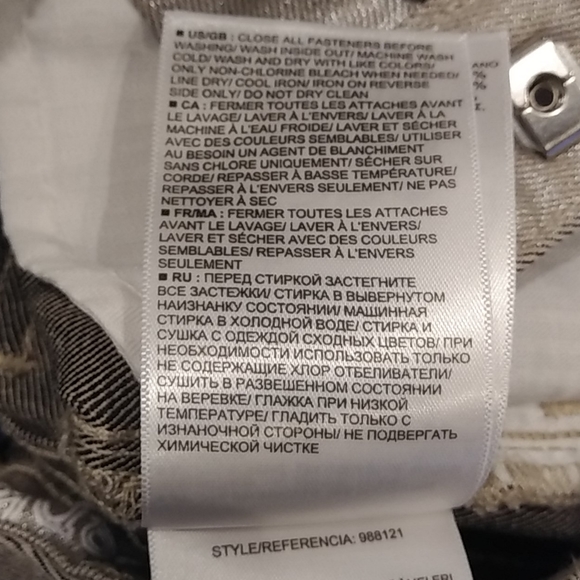 ■ US/GB : CLOSE ALL FASTENERS BEFORE
WASHING/ WASH INSIDE OUT/ MACHINE WASH
COLD/ WASH AND DRY WITH LIKE COLORS/
ONLY NON-CHLORINE BLEACH WHEN NEEDED/
LINE DRY/ COOL IRON/ IRON ON REVERSE
SIDE ONLY/ DO NOT DRY CLEAN
■ CA : FERMER TOUTES LES ATTACHES AVANT
LE LAVAGE/ LAVER À L'ENVERS/ LAVER À LA
MACHINE À L'EAU FROIDE/ LAVER ET SÉCHER
AVEC DES COULEURS SEMBLABLES/ UTILISER
AU BESOIN UN AGENT DE BLANCHIMENT
SANS CHLORE UNIQUEMENT/ SÉCHER SUR
CORDE/ REPASSER À BASSE TEMPÉRATURE/
REPASSER À L'ENVERS SEULEMENT/ NE PAS
NETTOYER À SEC
■ FR/MA : FERMER TOUTES LES ATTACHES
AVANT LE LAVAGE/ LAVER À L'ENVERS/
LAVER ET SÉCHER AVEC DES COULEURS
SEMBLABLES/ REPASSER À L'ENVERS
SEULEMENT
■ RU : ПЕРЕД СТИРКОЙ ЗАСТЕГНИТЕ
ВСЕ ЗАСТЕЖКИ/ СТИРКА В ВЫВЕРНУТОМ
НАИЗНАНКУ СОСТОЯНИИ/ МАШИННАЯ
СТИРКА В ХОЛОДНОЙ ВОДЕ/ СТИРКА И
СУШКА С ОДЕЖДОЙ СХОДНЫХ ЦВЕТОВ/ ПРИ
НЕОБХОДИМОСТИ ИСПОЛЬЗОВАТЬ ТОЛЬКО
НЕ СОДЕРЖАЩИЕ ХЛОР ОТБЕЛИВАТЕЛИ/
СУШИТЬ В РАЗВЕШЕННОМ СОСТОЯНИИ
НА ВЕРЕВКЕ/ ГЛАЖКА ПРИ НИЗКОЙ
ТЕМПЕРАТУРЕ/ ГЛАДИТЬ ТОЛЬКО С
ИЗНАНОЧНОЙ СТОРОНЫ/ НЕ ПОДВЕРГАТЬ
ХИМИЧЕСКОЙ ЧИСТКЕ
STYLE/REFERENCIA: 988121